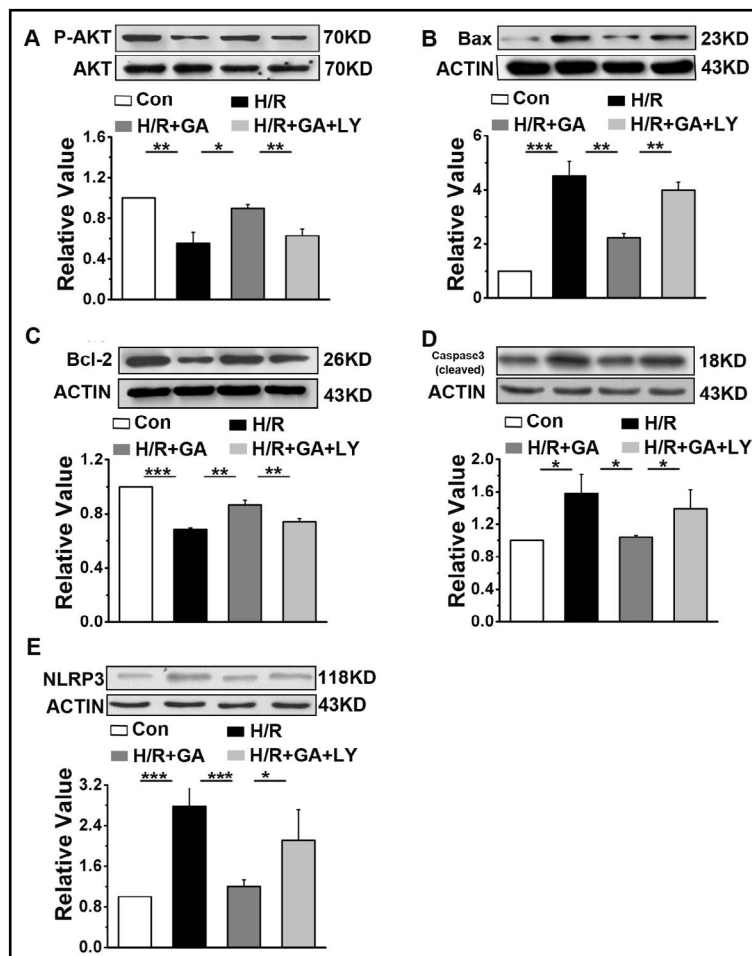 A
P-AKT 70KD
AKT 70KD
Con H/R
H/R+GA H/R+GA+LY
Relative Value
1.6
1.2
0.8
0.4
0.0
** * **
B
Bax 23KD
ACTIN 43KD
Con H/R
H/R+GA H/R+GA+LY
Relative Value
6
4
2
0
*** ** **
C
Bcl-2 26KD
ACTIN 43KD
Con H/R
H/R+GA H/R+GA+LY
Relative Value
1.2
0.9
0.6
0.3
0.0
*** ** **
D
Caspase3
(cleaved) 18KD
ACTIN 43KD
Con H/R
H/R+GA H/R+GA+LY
Relative Value
2.0
1.6
1.2
0.8
0.4
0.0
* * *
E
NLRP3 118KD
ACTIN 43KD
Con H/R
H/R+GA H/R+GA+LY
Relative Value
3.2
2.4
1.6
0.8
0.0
*** *** *